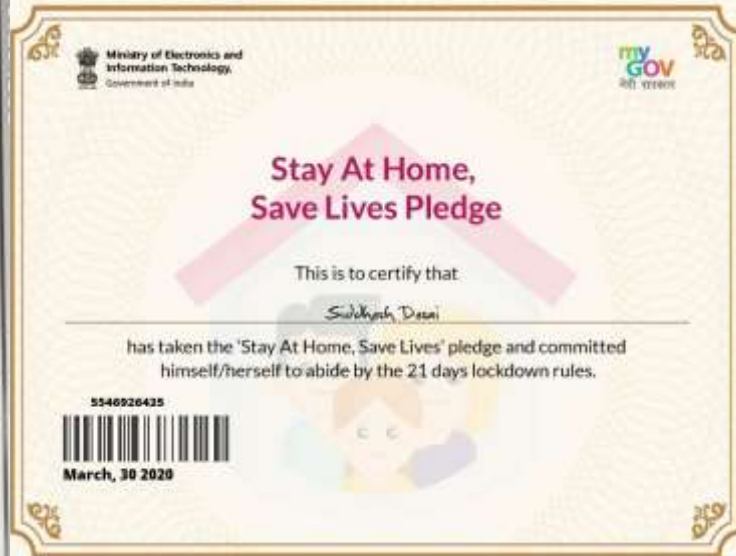 Ministry of Electronics and
Information Technology,
Government of India
my
GOV
मेरी सरकार
Stay At Home,
Save Lives Pledge
This is to certify that
Siddhesh Desai
has taken the 'Stay At Home, Save Lives' pledge and committed
himself/herself to abide by the 21 days lockdown rules.
5546926435
March, 30 2020